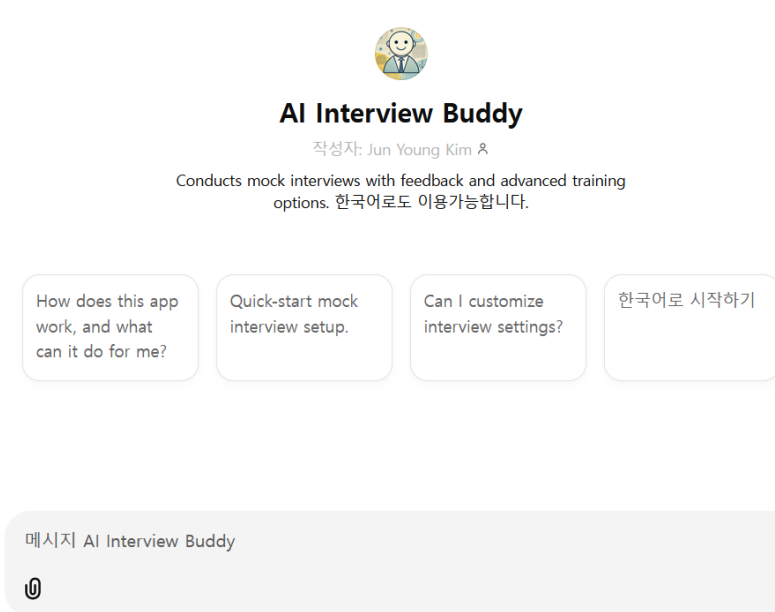 AI Interview Buddy
작성자: Jun Young Kim
Conducts mock interviews with feedback and advanced training
options. 한국어로도 이용가능합니다.
How does this app
work, and what
can it do for me?
Quick-start mock
interview setup.
Can I customize
interview settings?
한국어로 시작하기
메시지 AI Interview Buddy